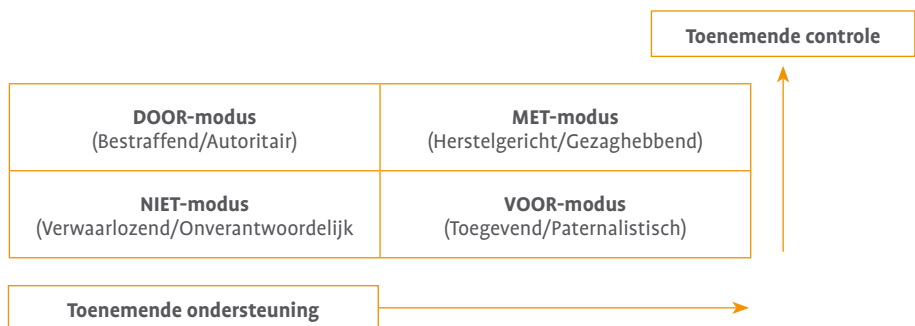 Toenemende controle
DOOR-modus
(Bestraffend/Autoritair)
MET-modus
(Herstelgericht/Gezaghebbend)
NIET-modus
(Verwaarlozend/Onverantwoordelijk
VOOR-modus
(Toegevend/Paternalistisch)
Toenemende ondersteuning